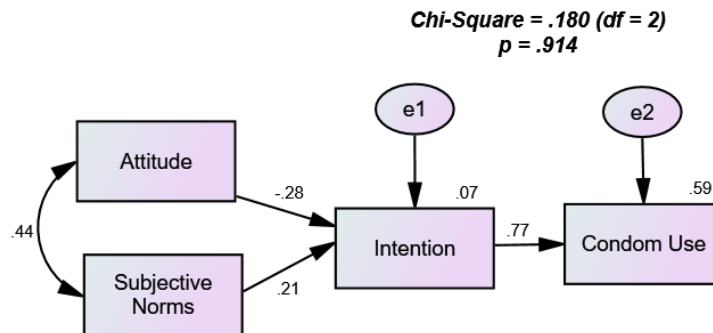 Chi-Square = .180 (df = 2)
p = .914
e1
e2
Attitude
-.28
.07
.59
.44
Intention
.77
Condom Use
Subjective
Norms
.21